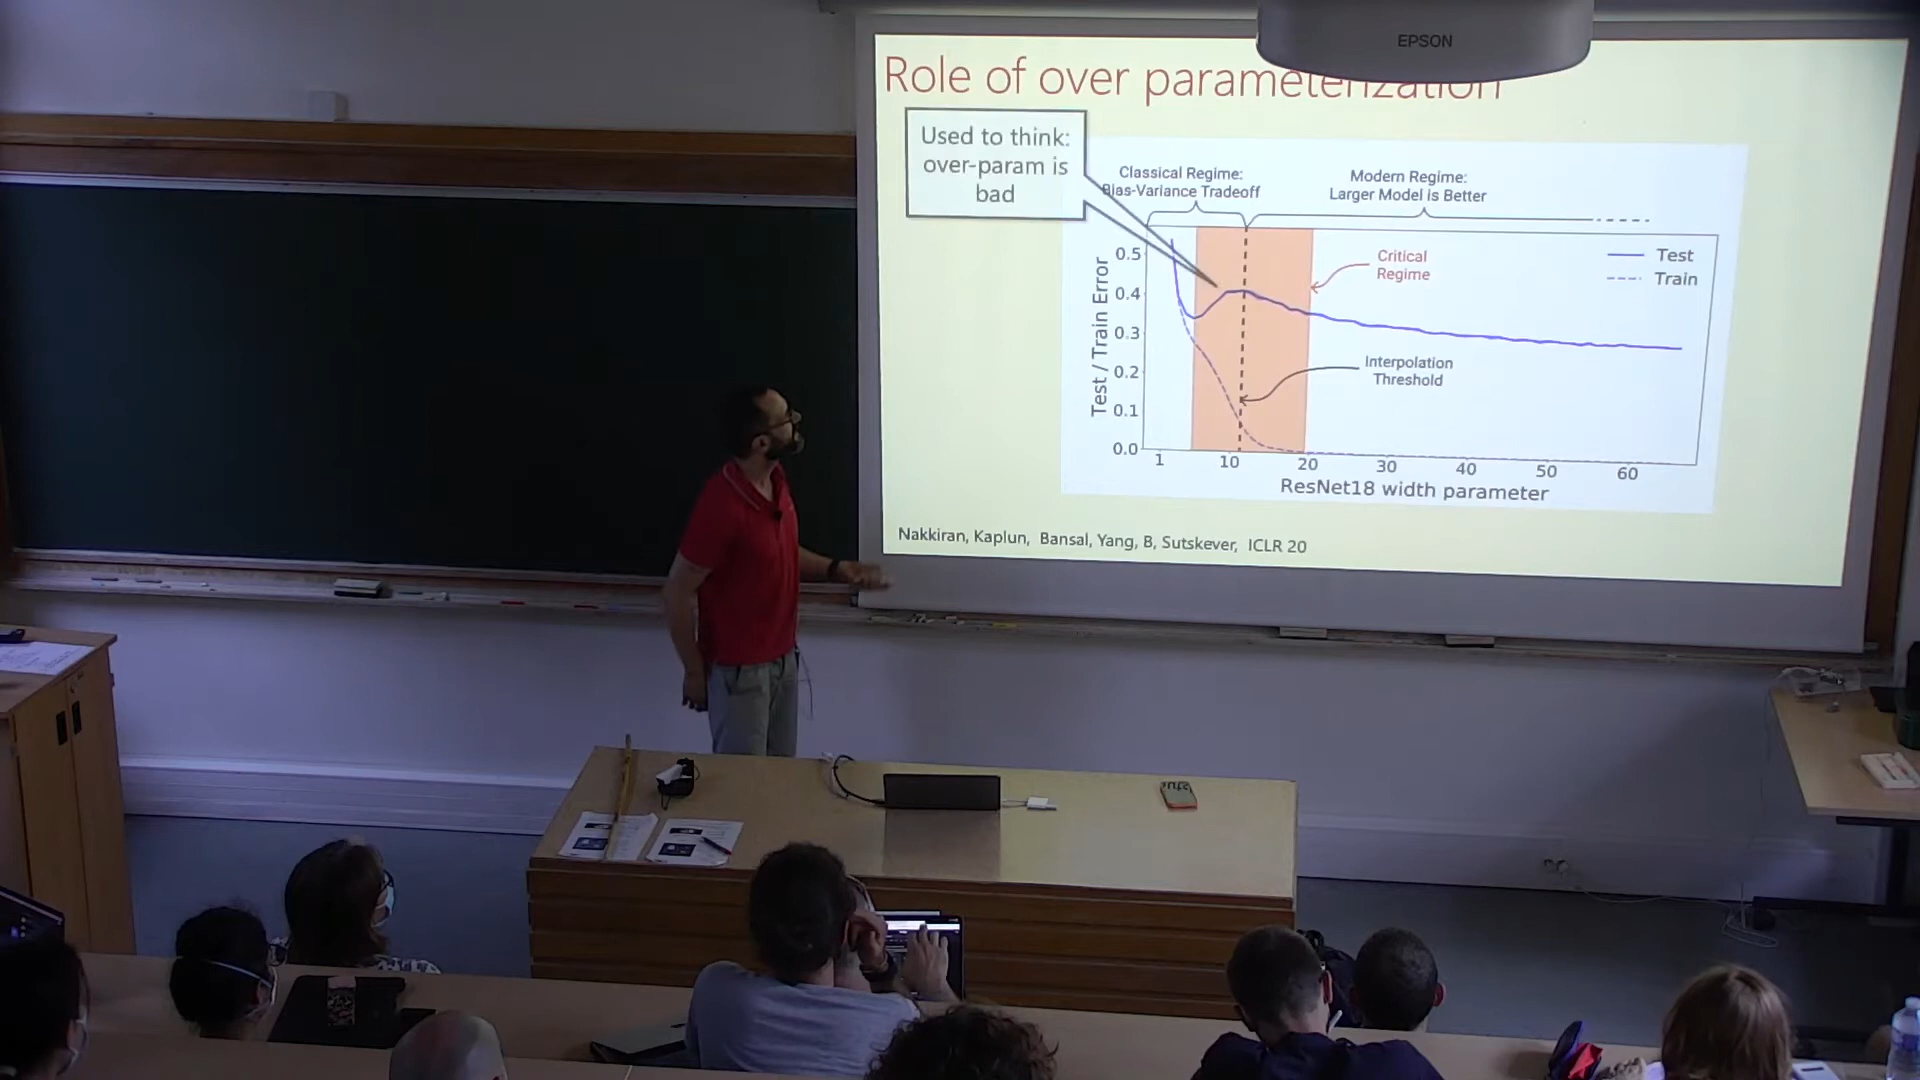 EPSON
Role of over parameterization
Used to think:
over-param is
bad
Classical Regime:
Bias-Variance Tradeoff
Modern Regime:
Larger Model is Better
Critical
Regime
Test
Train
Interpolation
Threshold
Test / Train Error
0.5
0.4
0.3
0.2
0.1
0.0
1 10 20 30 40 50 60
ResNet18 width parameter
Nakkiran, Kaplun, Bansal, Yang, B, Sutskever, ICLR 20